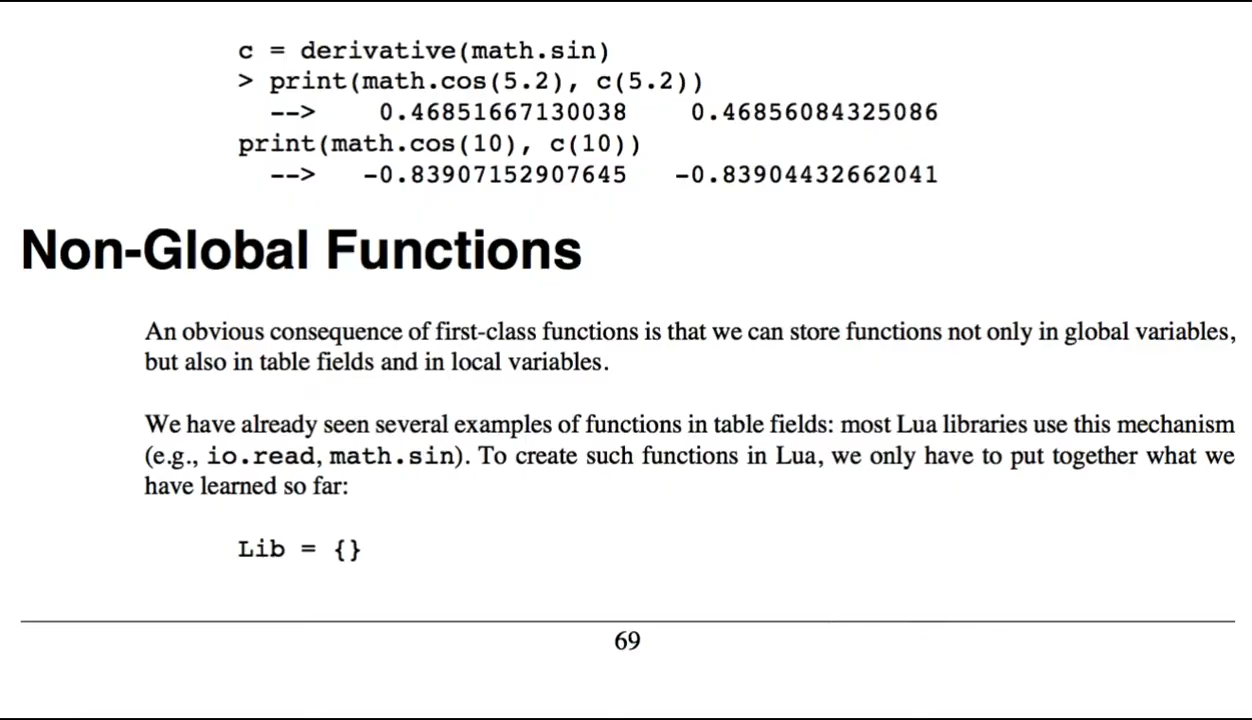 c = derivative(math.sin)
> print(math.cos(5.2), c(5.2))
--> 0.46851667130038 0.46856084325086
print(math.cos(10), c(10))
--> -0.83907152907645 -0.83904432662041
Non-Global Functions
An obvious consequence of first-class functions is that we can store functions not only in global variables,
but also in table fields and in local variables.
We have already seen several examples of functions in table fields: most Lua libraries use this mechanism
(e.g., io.read, math.sin). To create such functions in Lua, we only have to put together what we
have learned so far:
Lib = {}
69